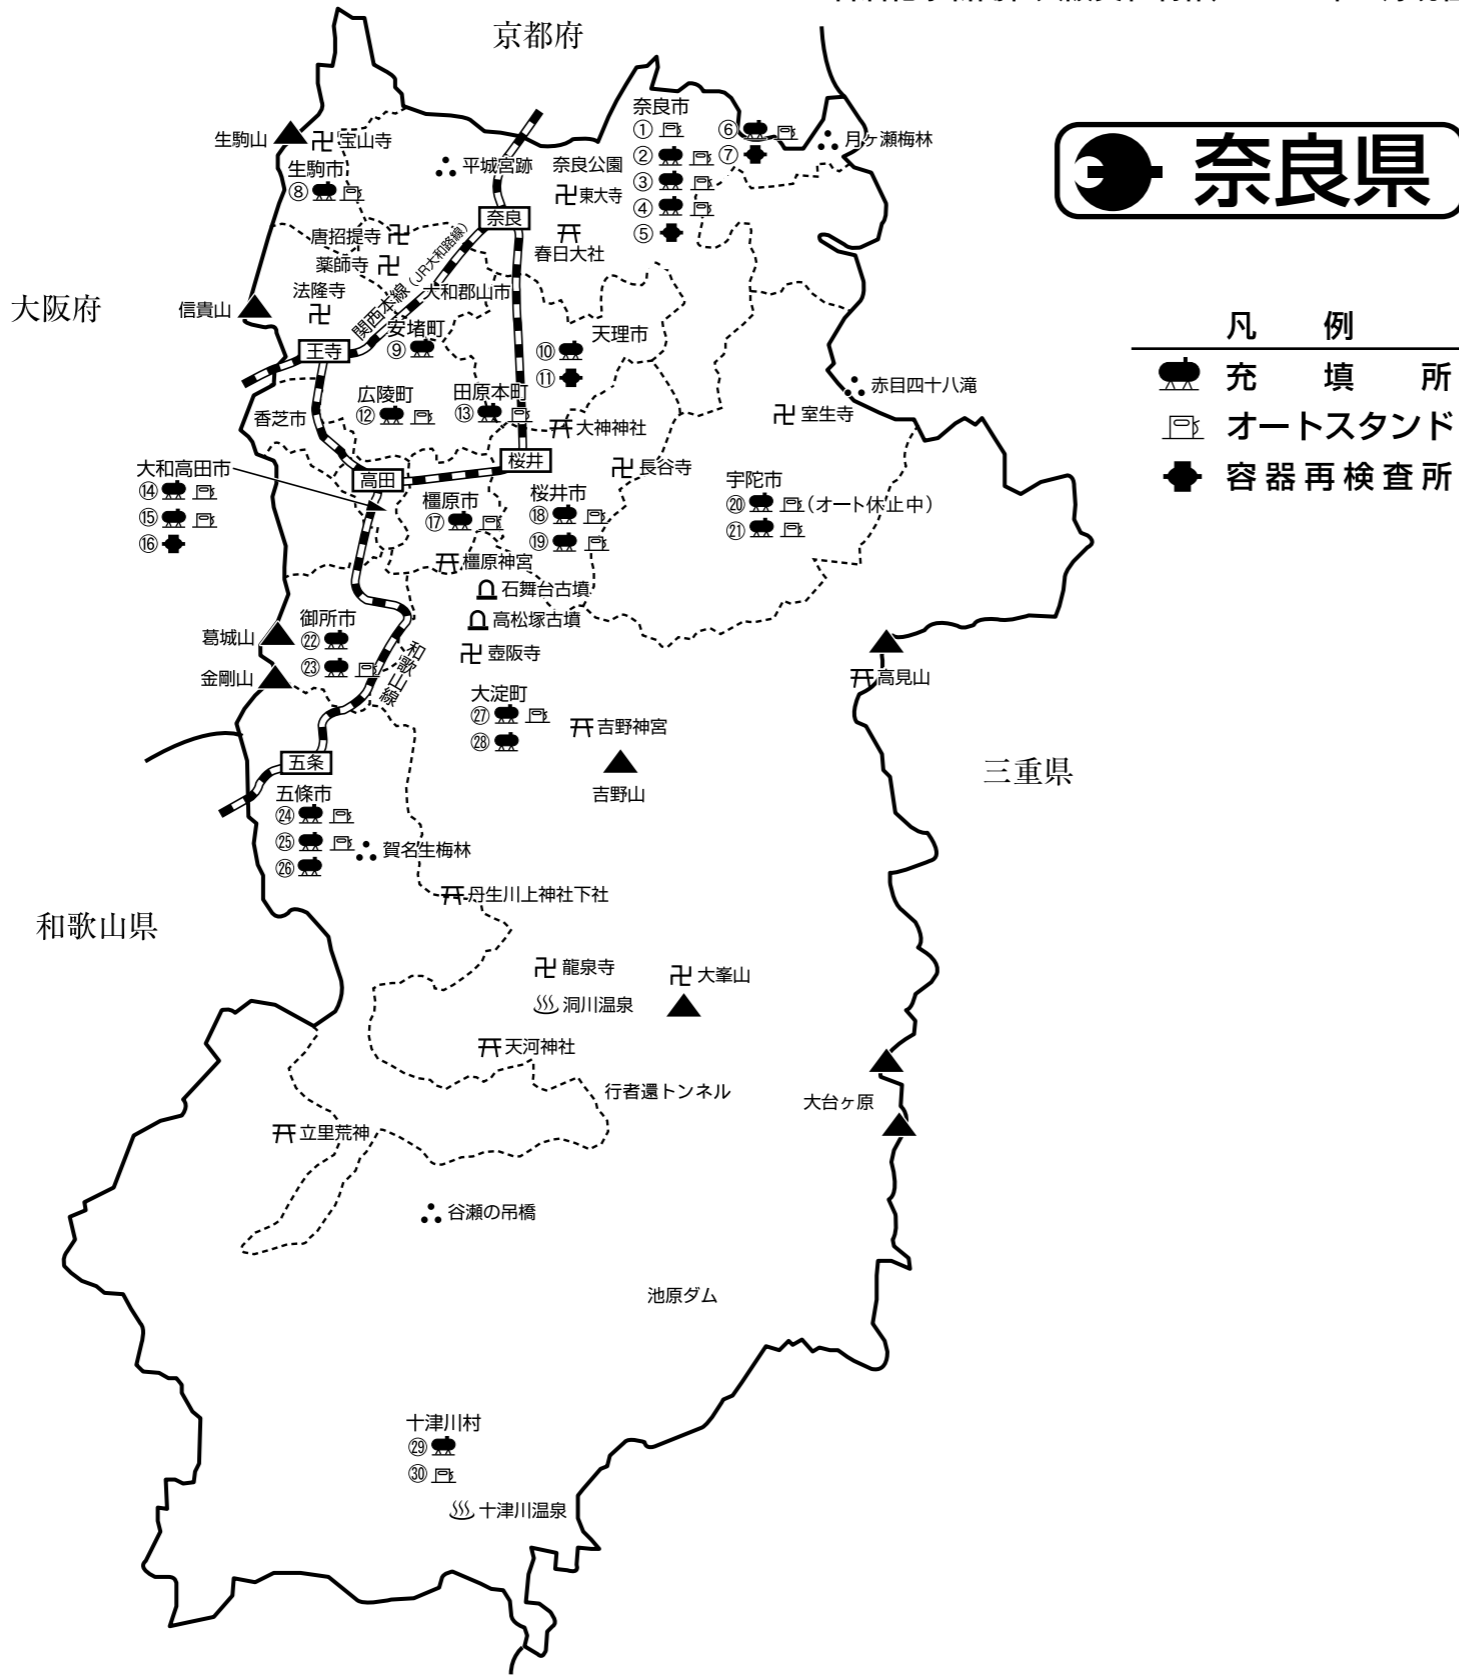 京都府
奈良県
大阪府
三重県
和歌山県
凡 例
充 填 所
オートスタンド
容器再検査所
生駒山
宝山寺
生駒市
⑧
平城宮跡
奈良公園
東大寺
春日大社
奈良市
①
②
③
④
⑤
⑥
⑦
月ヶ瀬梅林
奈良
唐招提寺
薬師寺
法隆寺
関西本線（JR大和路線）
大和郡山市
信貴山
王寺
安堵町
⑨
天理市
⑩
⑪
広陵町
⑫
田原本町
⑬
香芝市
大神神社
赤目四十八滝
室生寺
長谷寺
桜井
高田
大和高田市
⑭
⑮
⑯
橿原市
⑰
桜井市
⑱
⑲
宇陀市
⑳(オート休止中)
㉑
橿原神宮
石舞台古墳
高松塚古墳
壺阪寺
葛城山
金剛山
御所市
㉒
㉓
和歌山線
高見山
大淀町
㉗
㉘
吉野神宮
吉野山
五条
五條市
㉔
㉕
㉖
賀名生梅林
丹生川上神社下社
龍泉寺
洞川温泉
大峯山
天河神社
行者還トンネル
大台ヶ原
立里荒神
谷瀬の吊橋
池原ダム
十津川村
㉙
㉚
十津川温泉